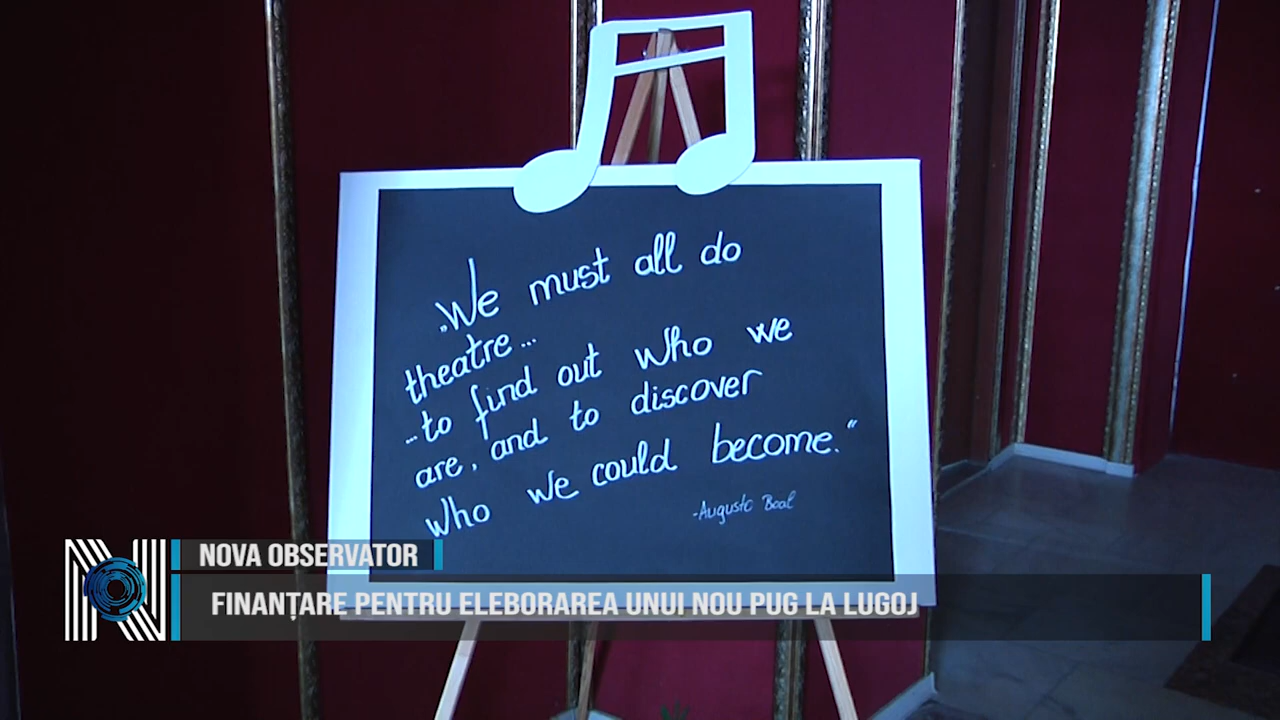 „We must all do
theatre...
...to find out who we
are, and to discover
who we could become."
-Augusto Boal
NOVA OBSERVATOR
FINANȚARE PENTRU ELEBORAREA UNUI NOU PUG LA LUGOJ